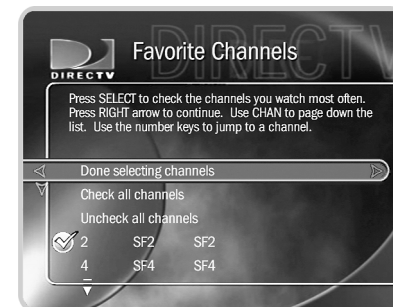 DIRECTV
DIRECTV
Favorite Channels
Press SELECT to check the channels you watch most often.
Press RIGHT arrow to continue. Use CHAN to page down the
list. Use the number keys to jump to a channel.
Done selecting channels
Check all channels
Uncheck all channels
2 SF2 SF2
4 SF4 SF4